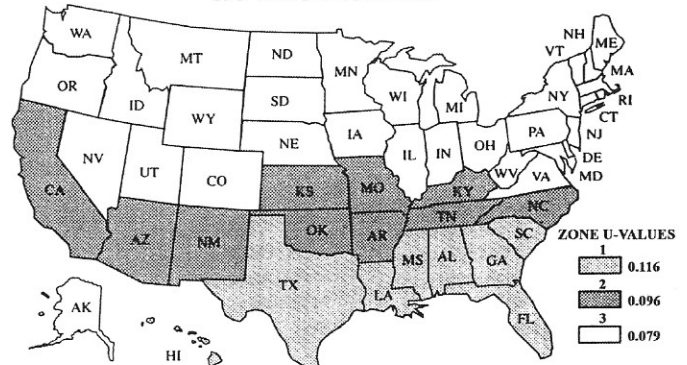 WA
MT
ND
MN
OR
ID
WY
SD
WI
MI
NH
VT
ME
NY
MA
RI
CT
NV
UT
CO
NE
IA
IL
IN
OH
PA
NJ
WV
VA
DE
MD
CA
AZ
NM
KS
OK
MO
AR
KY
TN
NC
SC
TX
LA
MS
AL
GA
FL
AK
HI
ZONE U-VALUES
1
0.116
2
0.096
3
0.079